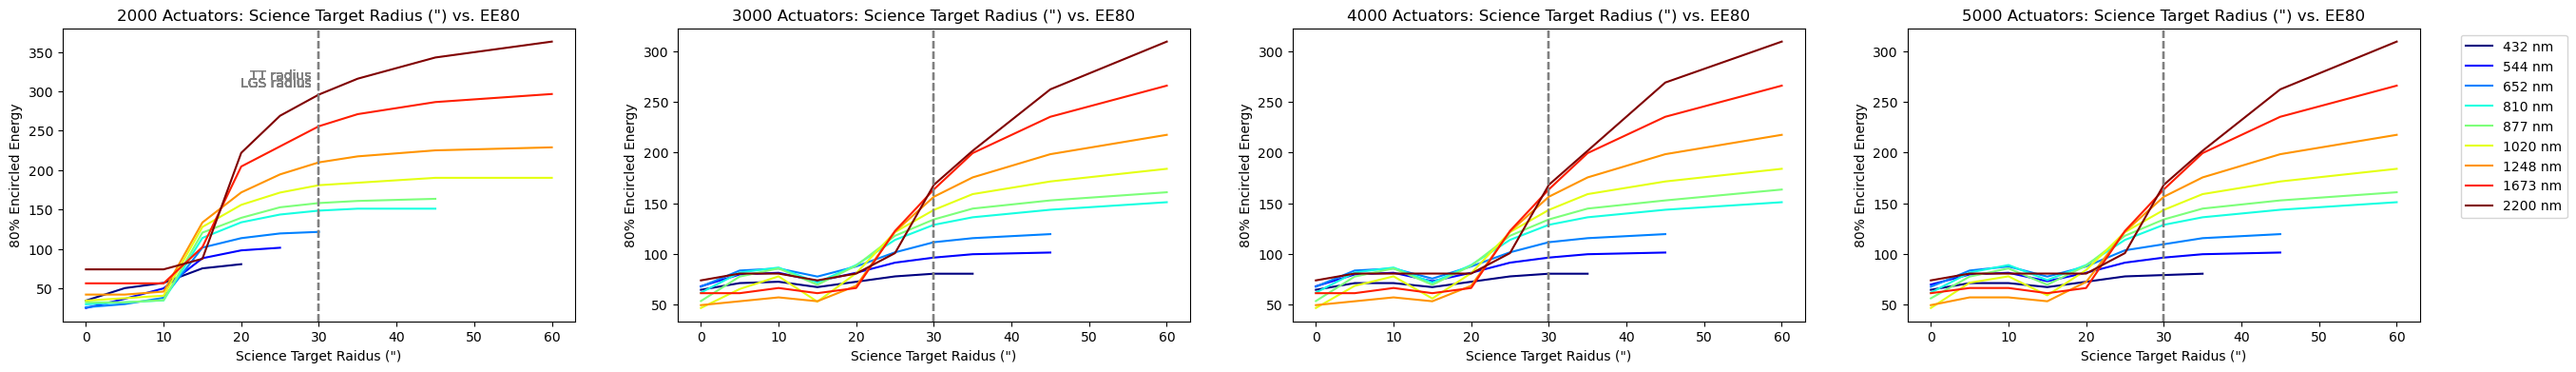 2000 Actuators: Science Target Radius (") vs. EE80
350
300
250
200
150
100
50
80% Encircled Energy
TT radius
LGS radius
0 10 20 30 40 50 60
Science Target Raidus (")
3000 Actuators: Science Target Radius (") vs. EE80
300
250
200
150
100
50
80% Encircled Energy
0 10 20 30 40 50 60
Science Target Raidus (")
4000 Actuators: Science Target Radius (") vs. EE80
300
250
200
150
100
50
80% Encircled Energy
0 10 20 30 40 50 60
Science Target Raidus (")
5000 Actuators: Science Target Radius (") vs. EE80
300
250
200
150
100
50
80% Encircled Energy
0 10 20 30 40 50 60
Science Target Raidus (")
432 nm
544 nm
652 nm
810 nm
877 nm
1020 nm
1248 nm
1673 nm
2200 nm